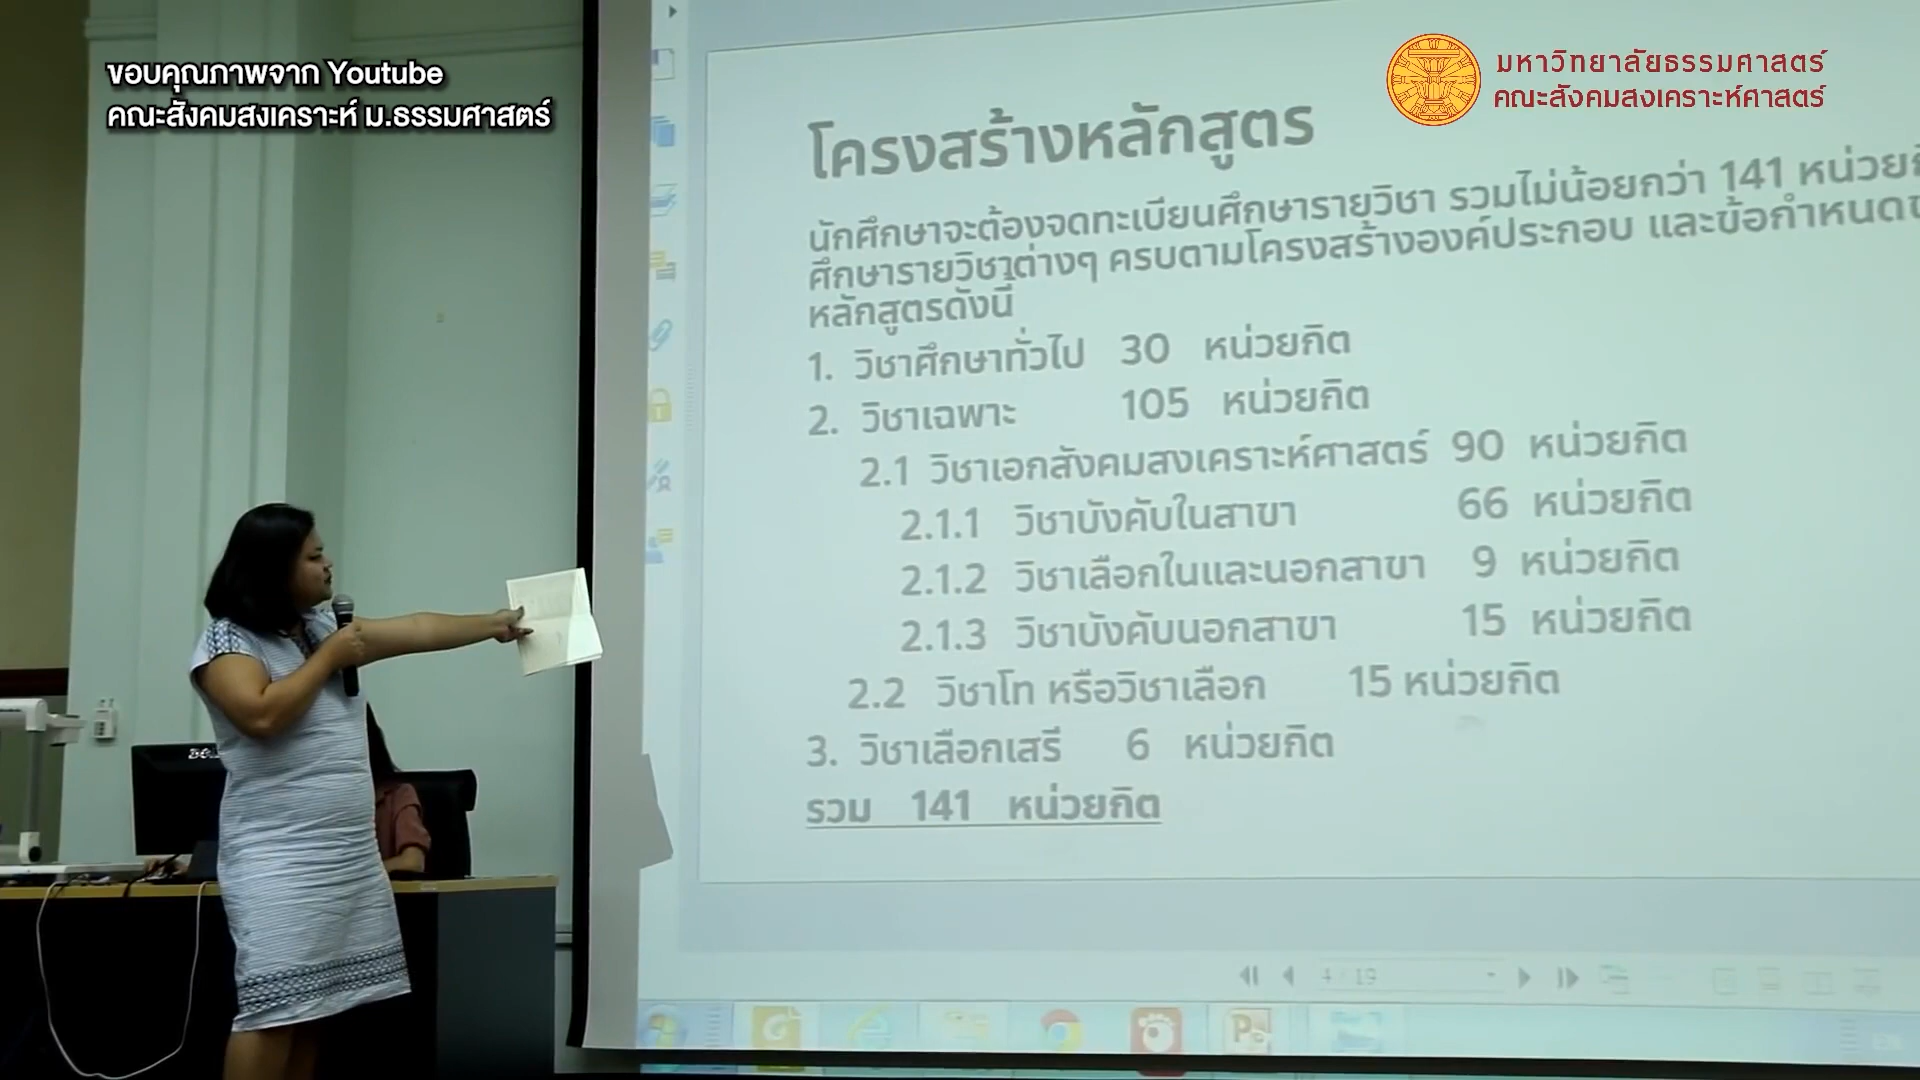 ขอบคุณภาพจาก Youtube
คณะสังคมสงเคราะห์ ม.ธรรมศาสตร์
มหาวิทยาลัยธรรมศาสตร์
คณะสังคมสงเคราะห์ศาสตร์
โครงสร้างหลักสูตร
นักศึกษาจะต้องจดทะเบียนศึกษารายวิชา รวมไม่น้อยกว่า 141
ศึกษารายวิชาต่างๆ ครบตามโครงสร้างองค์ประกอบ และข้อกำหนด
หลักสูตรดังนี้
1. วิชาศึกษาทั่วไป 30 หน่วยกิต
2. วิชาเฉพาะ 105 หน่วยกิต
2.1 วิชาเอกสังคมสงเคราะห์ศาสตร์ 90 หน่วยกิต
2.1.1 วิชาบังคับในสาขา 66 หน่วยกิต
2.1.2 วิชาเลือกในและนอกสาขา 9 หน่วยกิต
2.1.3 วิชาบังคับนอกสาขา 15 หน่วยกิต
2.2 วิชาโท หรือวิชาเลือก 15 หน่วยกิต
3. วิชาเลือกเสรี 6 หน่วยกิต
รวม 141 หน่วยกิต
4 / 19